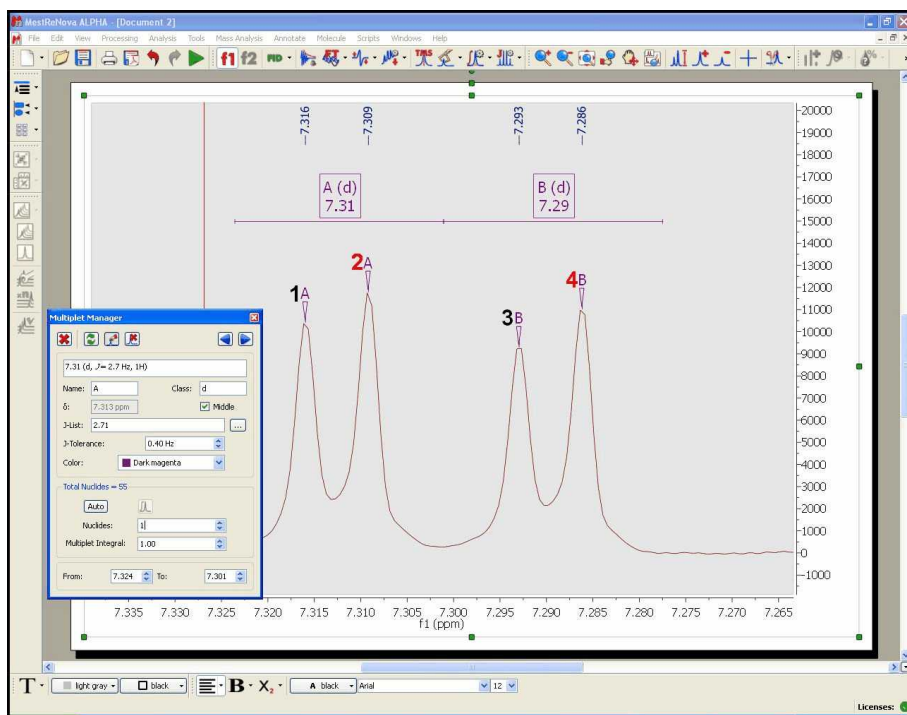 MestReNova ALPHA - [Document 2]
File Edit View Processing Analysis Tools Mass Analysis Annotate Molecule Scripts Windows Help
f1 f2 FID TMS
7.316 7.309 7.293 7.286
A (d)
7.31
B (d)
7.29
1A 2A 3B 4B
20000
19000
18000
17000
16000
15000
14000
13000
12000
11000
10000
9000
8000
7000
6000
5000
4000
3000
2000
1000
0
-1000
7.335 7.330 7.325 7.320 7.315 7.310 7.305 7.300 7.295 7.290 7.285 7.280 7.275 7.270 7.265
f1 (ppm)
Multiplet Manager
7.31 (d, J= 2.7 Hz, 1H)
Name: A Class: d
δ: 7.313 ppm Middle
J-List: 2.71 ...
J-Tolerance: 0.40 Hz
Color: Dark magenta
Total Nuclides = 55
Auto
Nuclides: 1
Multiplet Integral: 1.00
From: 7.324 To: 7.301
T light gray black B X2 A black Arial 12
Licenses: